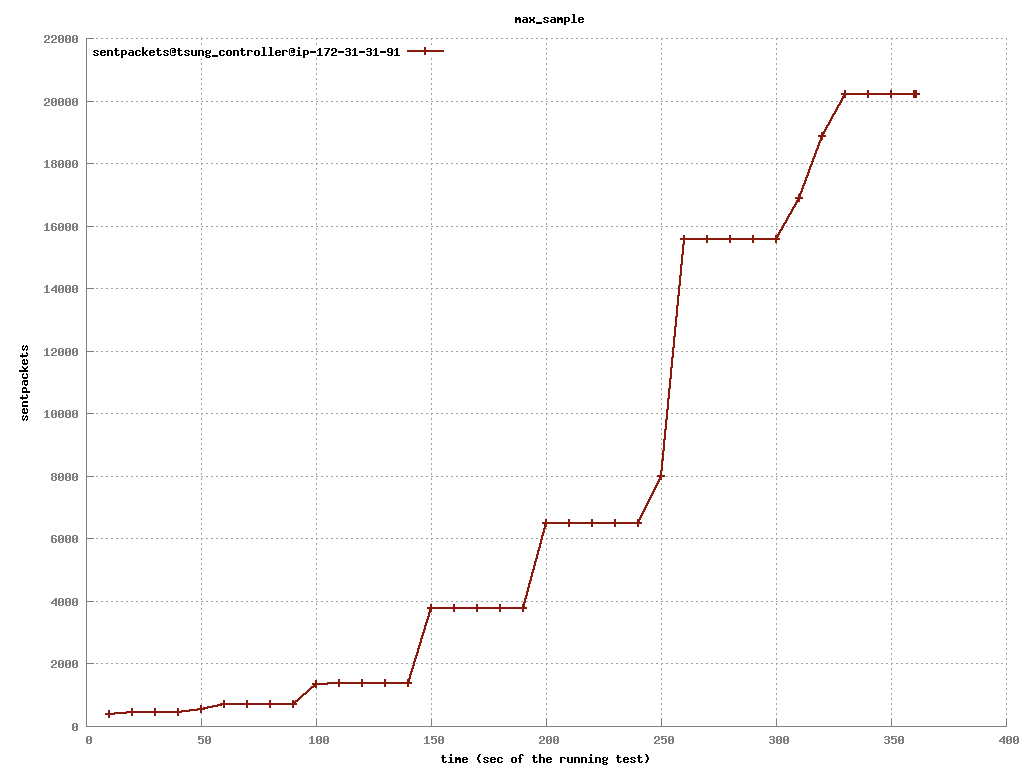 max_sample
sentpackets@tsung_controller@ip-172-31-31-91
22000
20000
18000
16000
14000
12000
10000
8000
6000
4000
2000
0
sentpackets
0 50 100 150 200 250 300 350 400
time (sec of the running test)